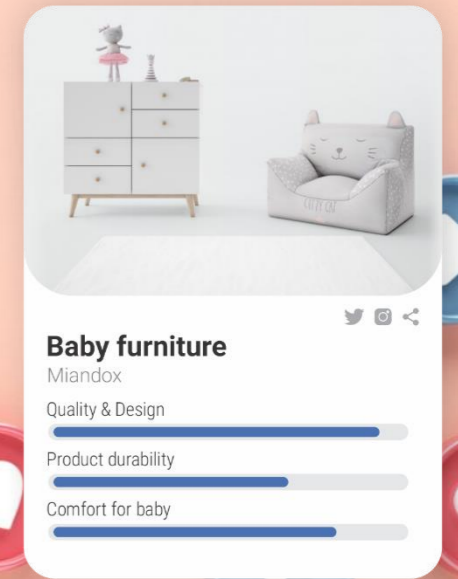 Baby furniture
Miandox
Quality & Design
Product durability
Comfort for baby